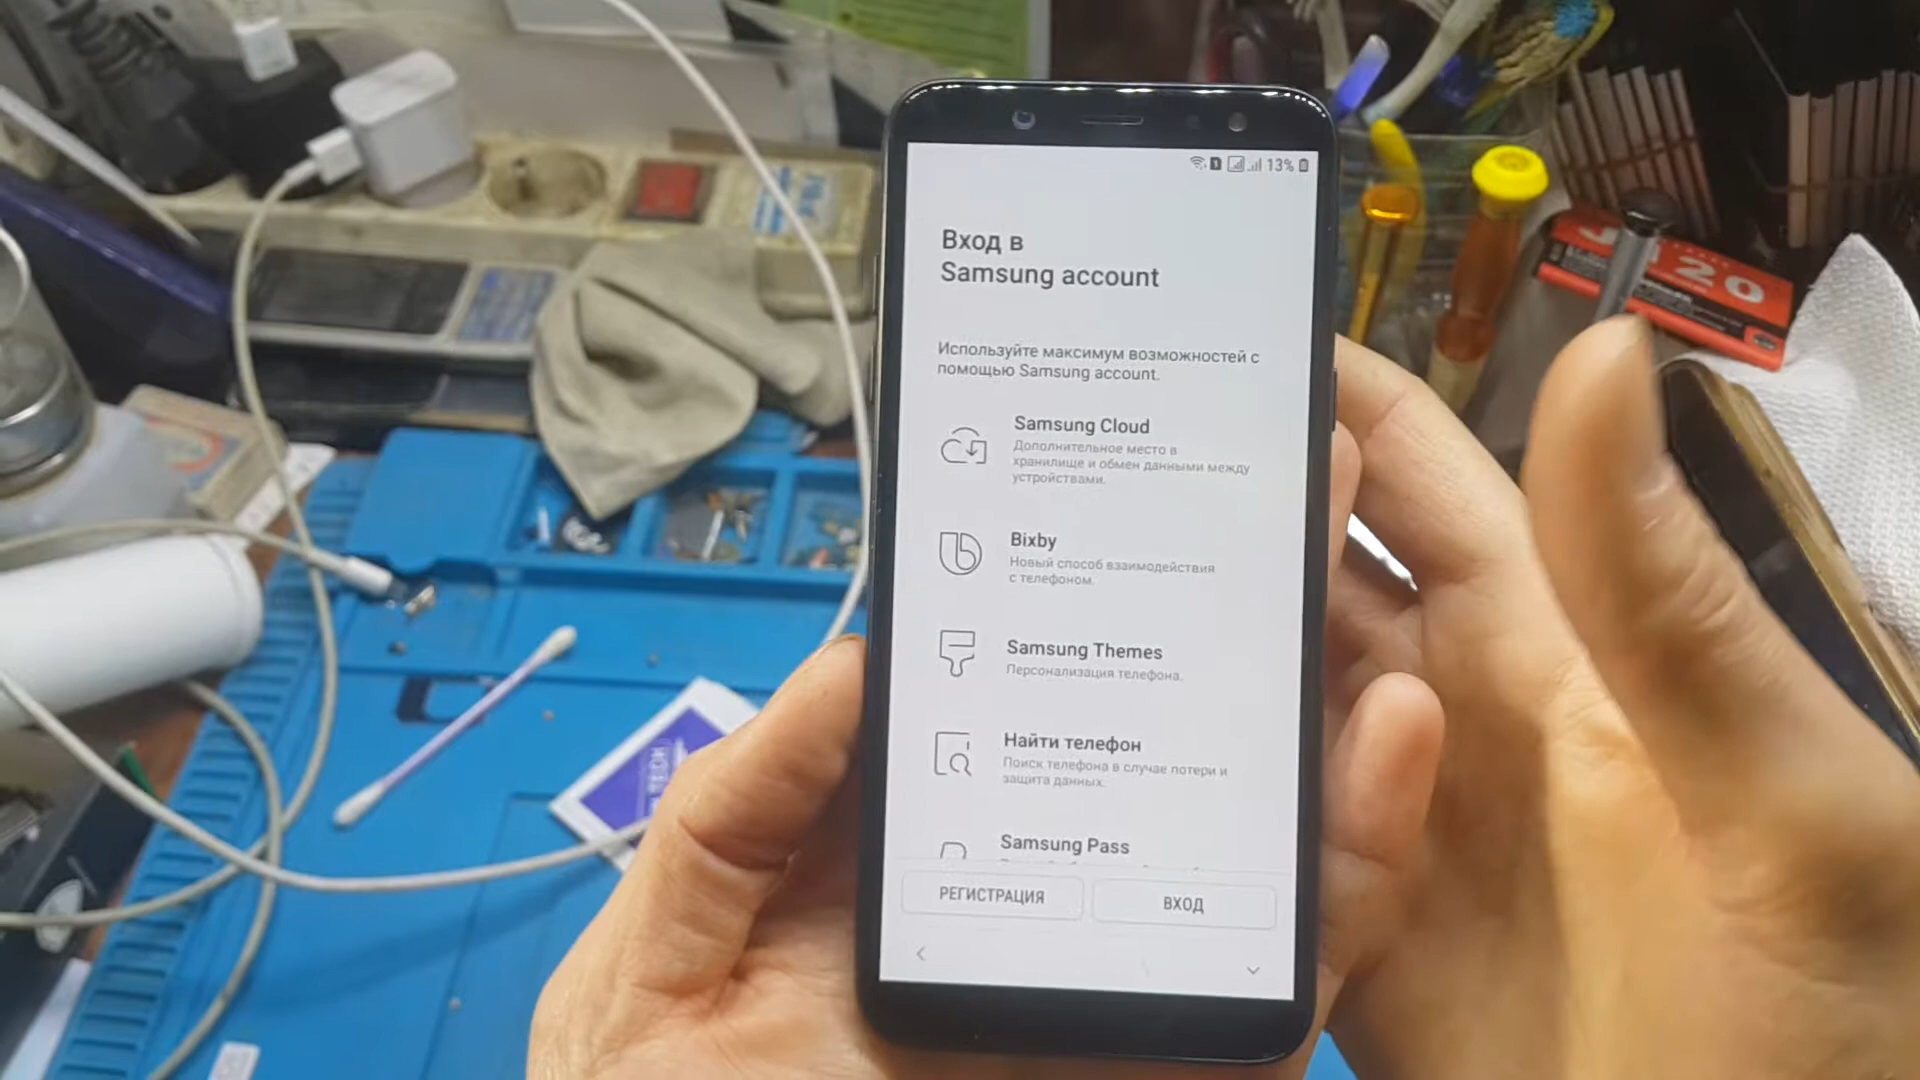 13%
Вход в
Samsung account
Используйте максимум возможностей с
помощью Samsung account.
Samsung Cloud
Дополнительное место в
хранилище и обмен данными между
устройствами.
Bixby
Новый способ взаимодействия
с телефоном.
Samsung Themes
Персонализация телефона.
Найти телефон
Поиск телефона в случае потери и
защита данных.
Samsung Pass
РЕГИСТРАЦИЯ
ВХОД
120